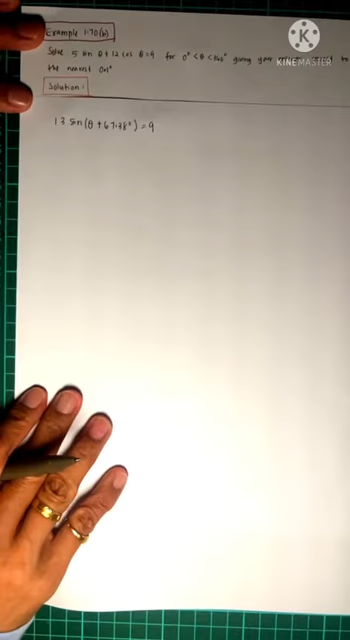 Example 1.70(b)
Solve 5 sin θ + 12 cos θ = 9 for 0° < θ < 360° giving your to
the nearest 0.1°
Solution:
13 sin(θ + 67.38°) = 9
K
KINEMASTER